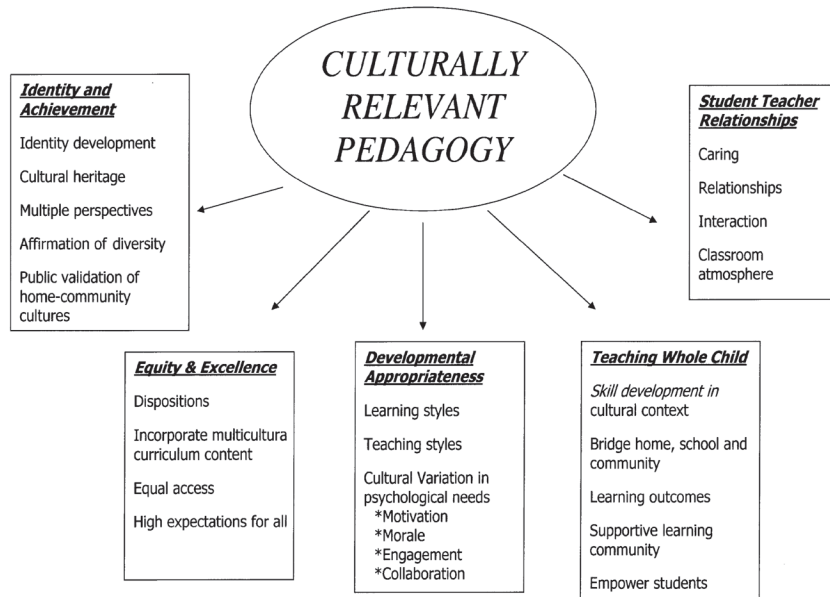 CULTURALLY
RELEVANT
PEDAGOGY
Identity and
Achievement
Identity development
Cultural heritage
Multiple perspectives
Affirmation of diversity
Public validation of
home-community
cultures
Equity & Excellence
Dispositions
Incorporate multicultura
curriculum content
Equal access
High expectations for all
Developmental
Appropriateness
Learning styles
Teaching styles
Cultural Variation in
psychological needs
*Motivation
*Morale
*Engagement
*Collaboration
Teaching Whole Child
Skill development in
cultural context
Bridge home, school and
community
Learning outcomes
Supportive learning
community
Empower students
Student Teacher
Relationships
Caring
Relationships
Interaction
Classroom
atmosphere